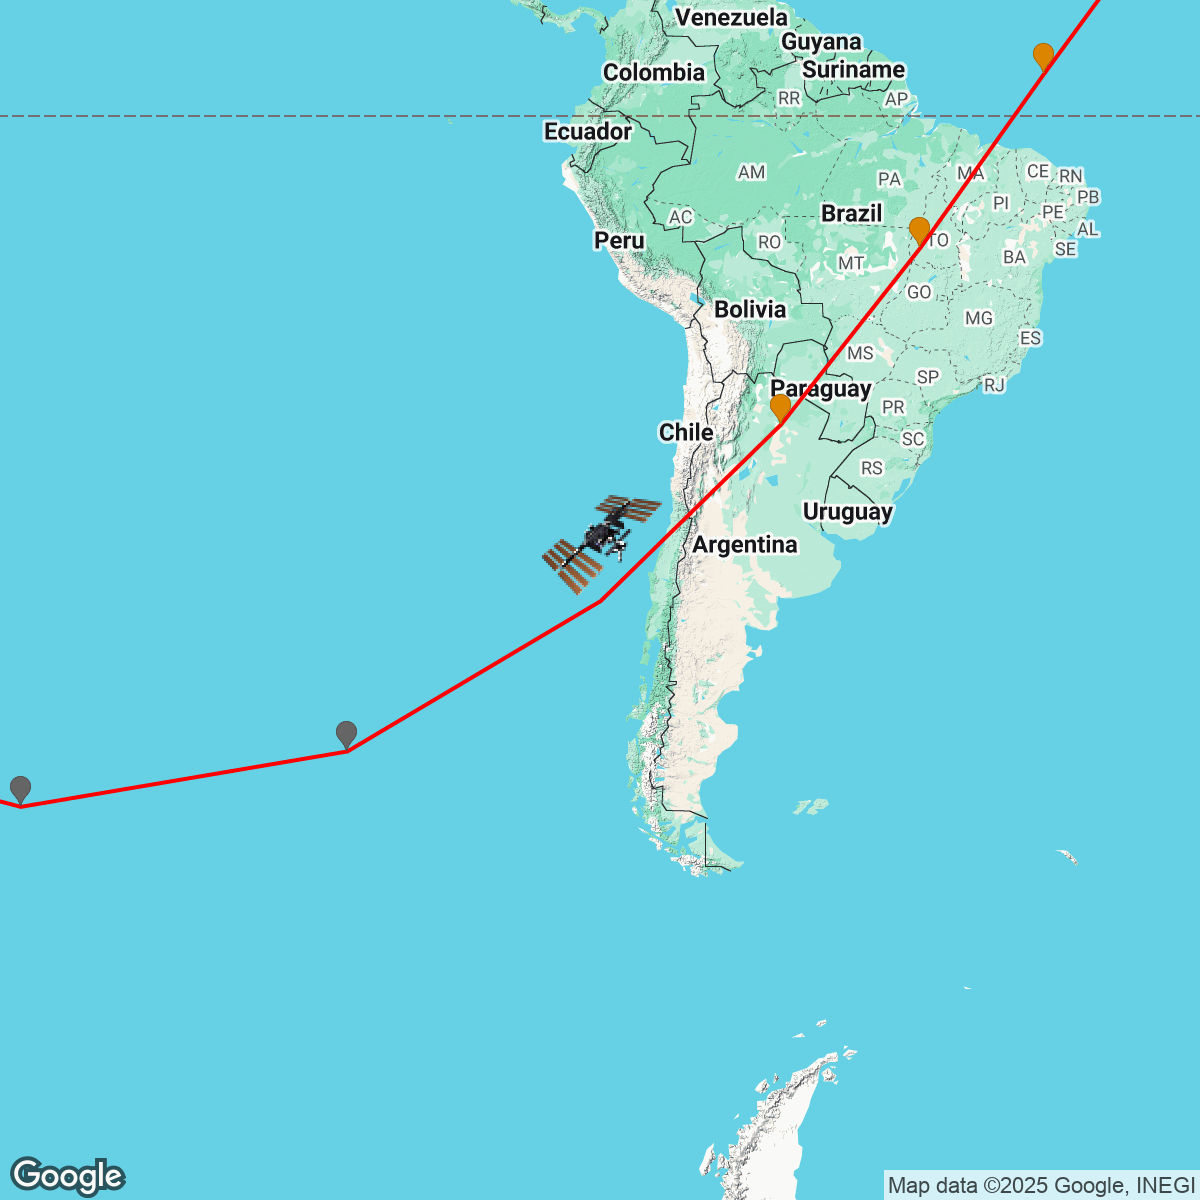 Venezuela
Guyana
Colombia
Suriname
RR
AP
Ecuador
AM
PA
MA
CE
RN
PB
PI
PE
AC
Brazil
AL
Peru
RO
TO
SE
BA
MT
GO
Bolivia
MG
ES
MS
SP
RJ
Paraguay
PR
Chile
SC
RS
Uruguay
Argentina
Google
Map data ©2025 Google, INEGI